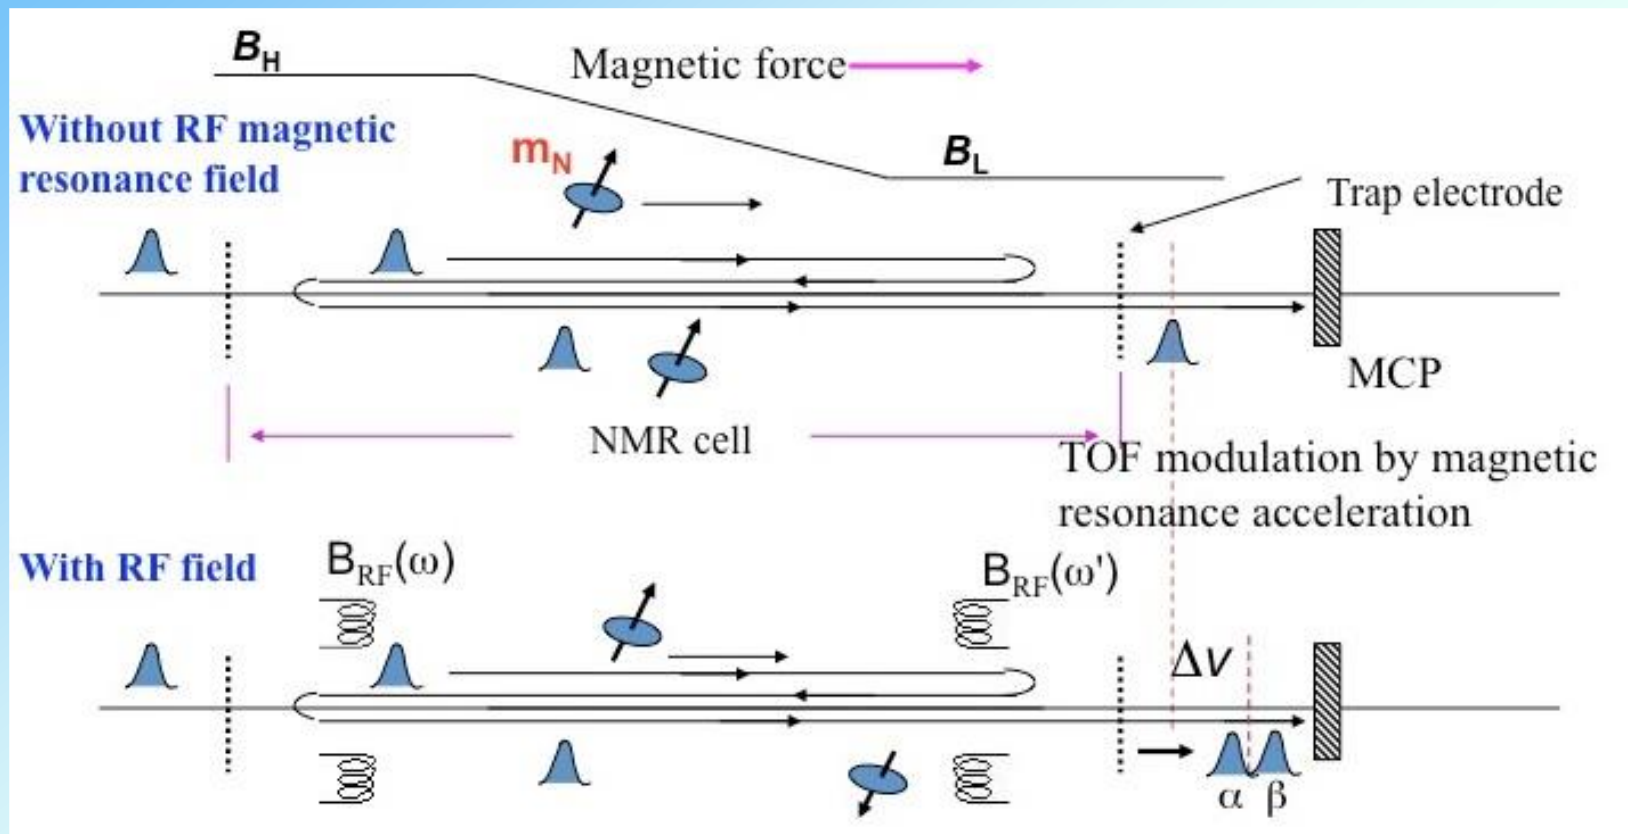 B_H
Magnetic force
Without RF magnetic
resonance field
m_N
B_L
Trap electrode
MCP
NMR cell
TOF modulation by magnetic
resonance acceleration
With RF field
B_RF(ω)
B_RF(ω')
Δv
α β